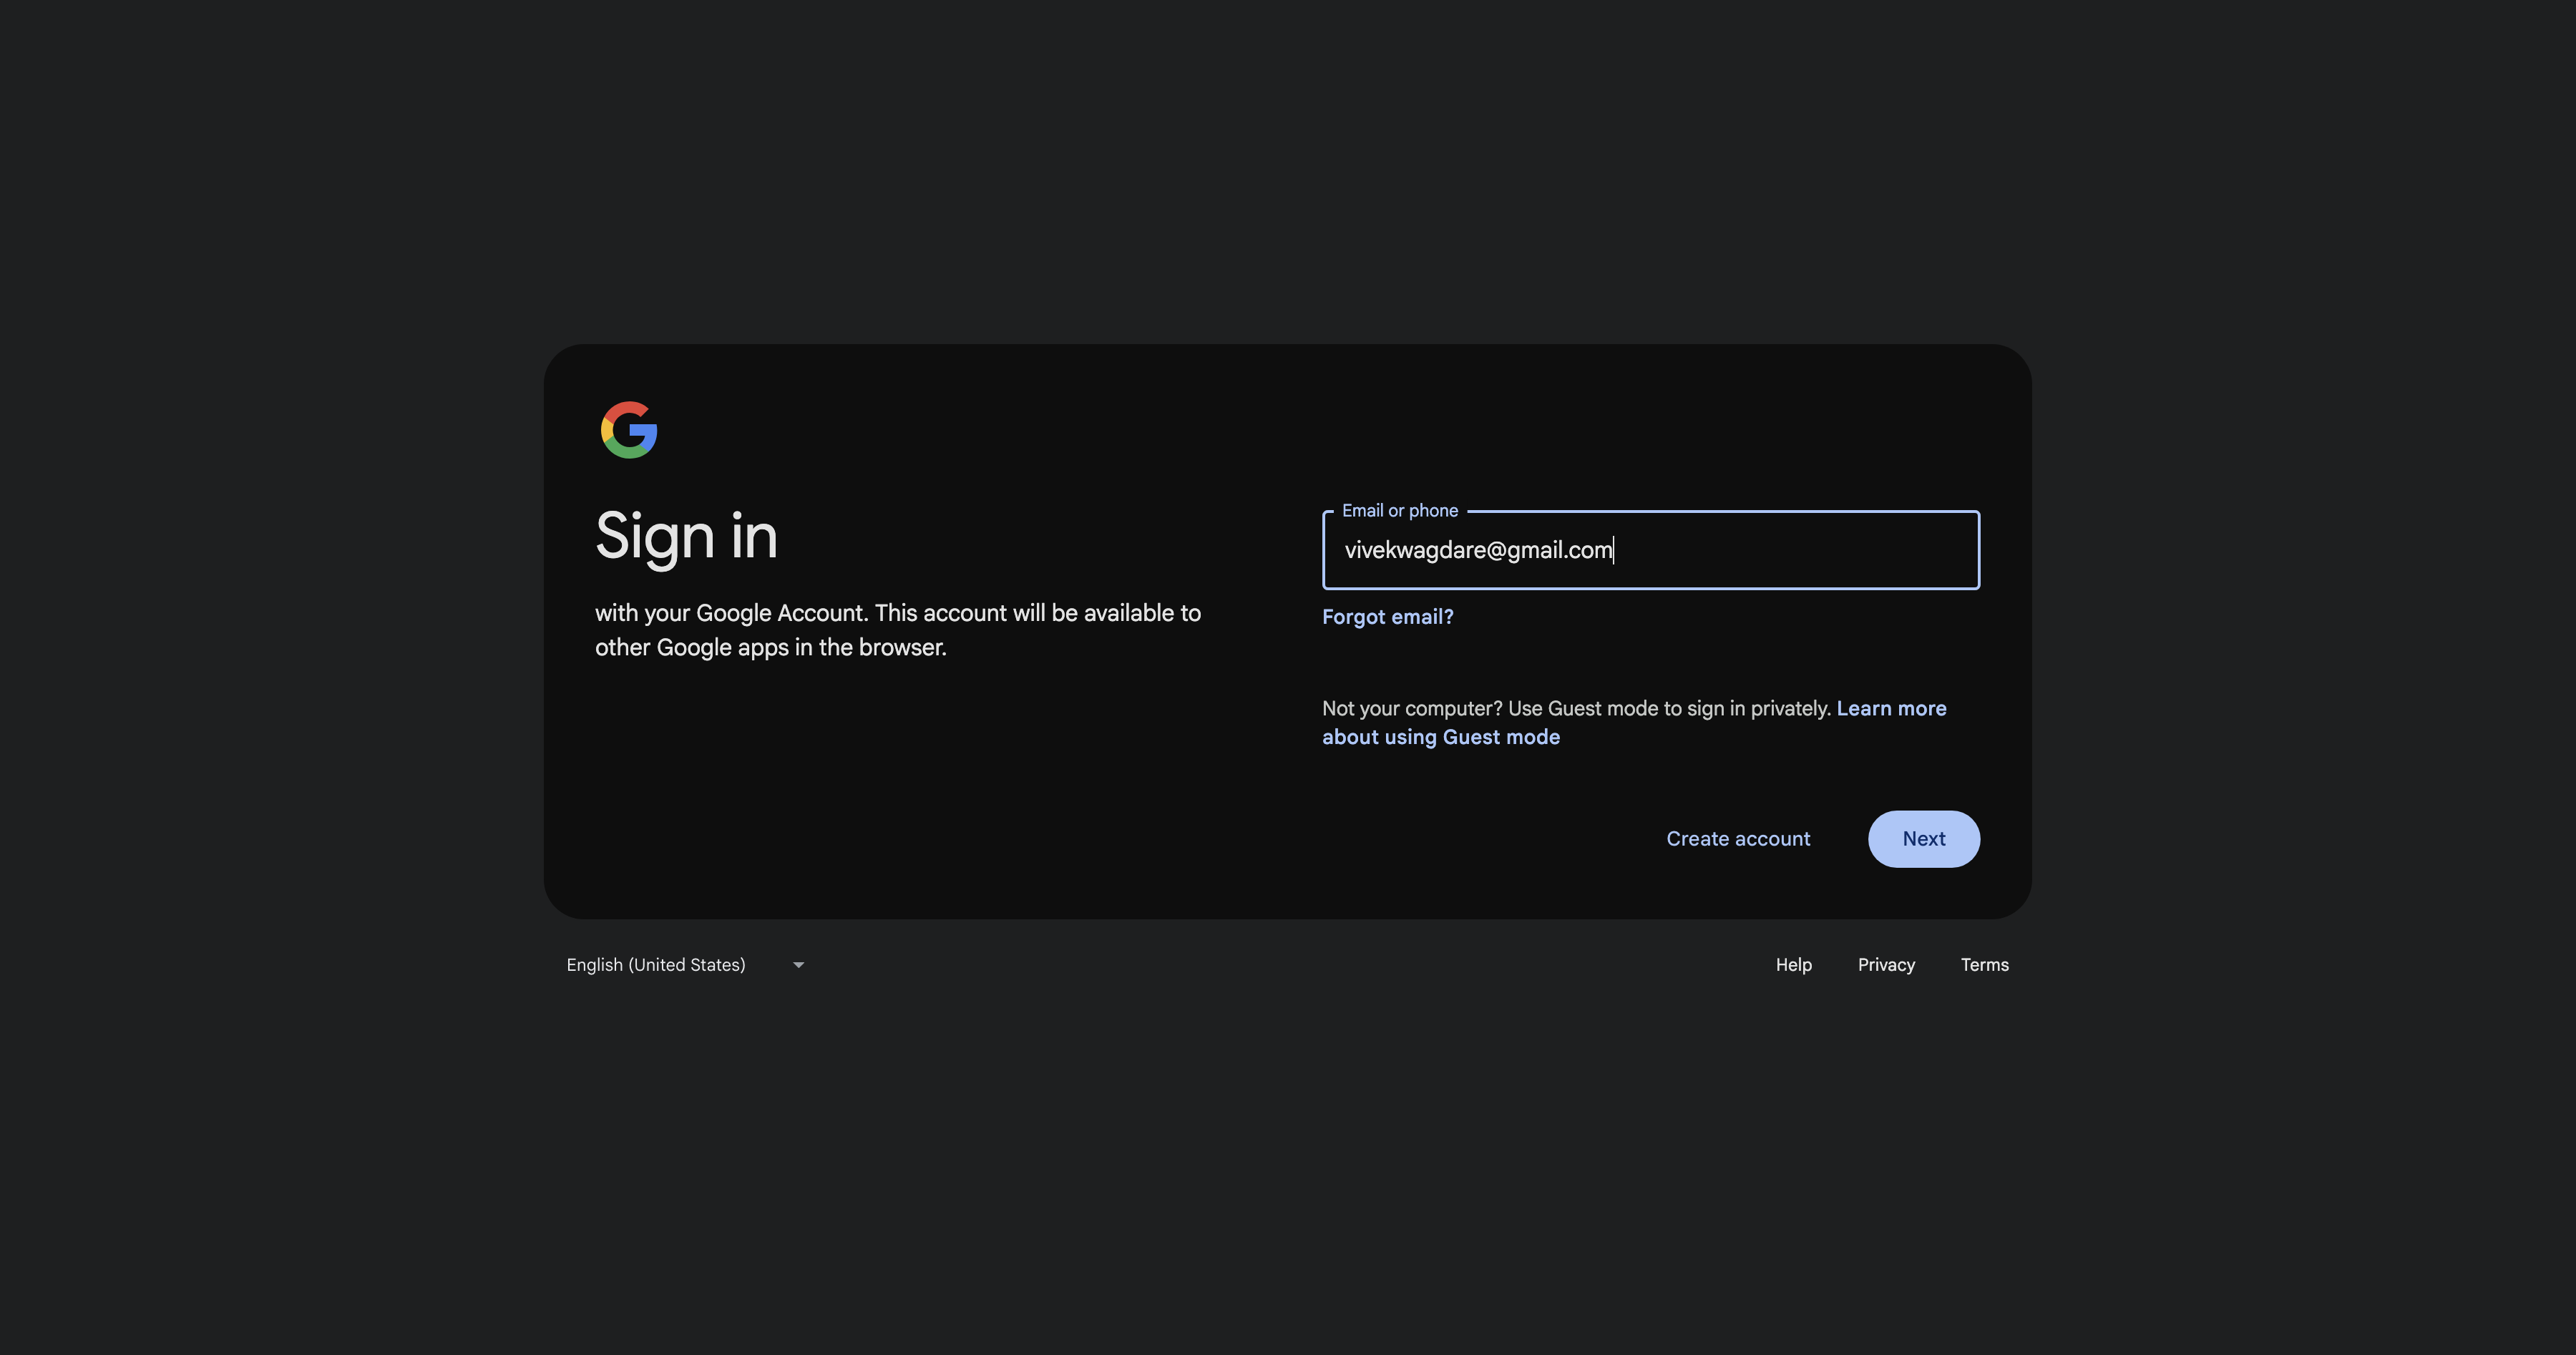 Sign in
with your Google Account. This account will be available to
other Google apps in the browser.
Email or phone
vivekwagdare@gmail.com
Forgot email?
Not your computer? Use Guest mode to sign in privately. Learn more
about using Guest mode
Create account
Next
English (United States)
Help
Privacy
Terms